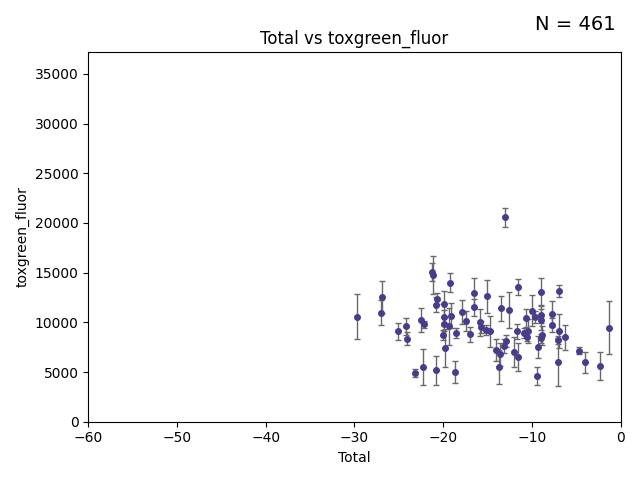 N = 461
Total vs toxgreen_fluor
toxgreen_fluor
35000
30000
25000
20000
15000
10000
5000
0
−60 −50 −40 −30 −20 −10 0
Total